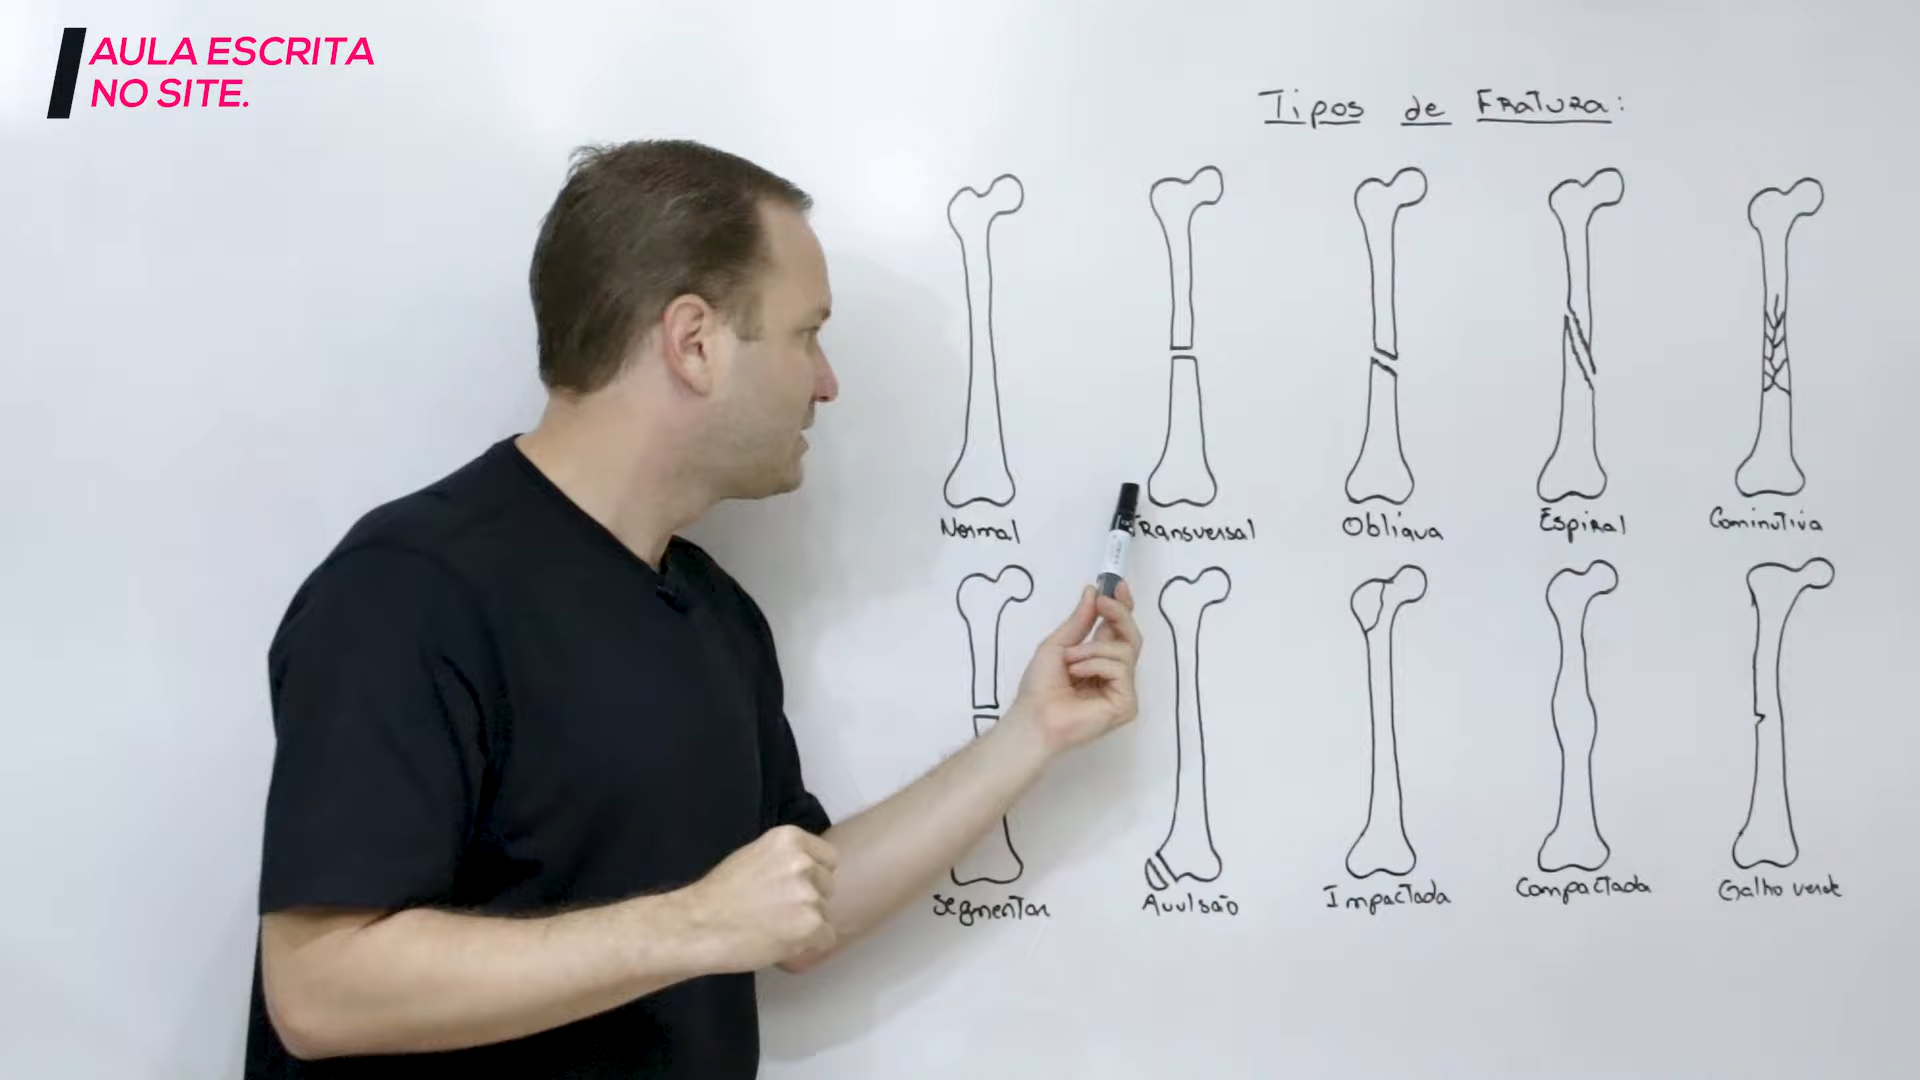 AULA ESCRITA
NO SITE.
Tipos de Fratura:
Normal
Transversal
Obliqua
Espiral
Cominutiva
Segmentar
Avulsão
Impactada
Compactada
Galho verde